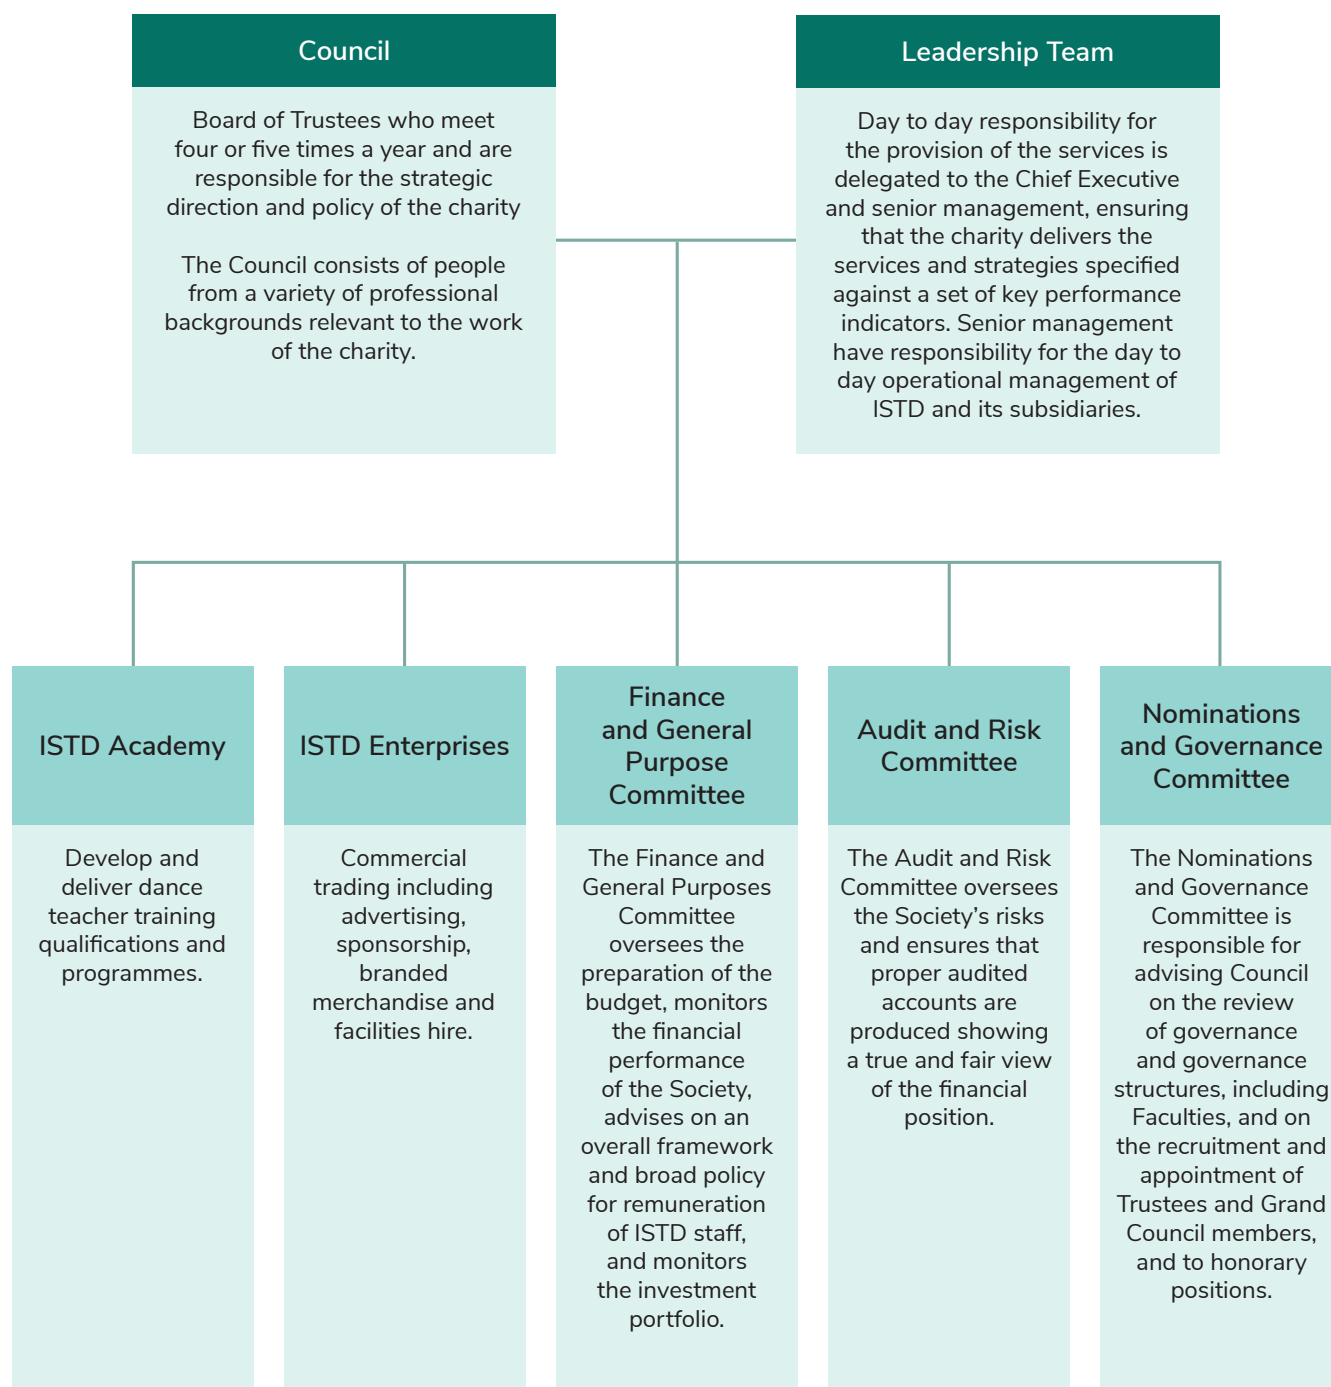 Council
Board of Trustees who meet
four or five times a year and are
responsible for the strategic
direction and policy of the charity
The Council consists of people
from a variety of professional
backgrounds relevant to the work
of the charity.
Leadership Team
Day to day responsibility for
the provision of the services is
delegated to the Chief Executive
and senior management, ensuring
that the charity delivers the
services and strategies specified
against a set of key performance
indicators. Senior management
have responsibility for the day to
day operational management of
ISTD and its subsidiaries.
ISTD Academy
Develop and
deliver dance
teacher training
qualifications and
programmes.
ISTD Enterprises
Commercial
trading including
advertising,
sponsorship,
branded
merchandise and
facilities hire.
Finance
and General
Purpose
Committee
The Finance and
General Purposes
Committee
oversees the
preparation of the
budget, monitors
the financial
performance
of the Society,
advises on an
overall framework
and broad policy
for remuneration
of ISTD staff,
and monitors
the investment
portfolio.
Audit and Risk
Committee
The Audit and Risk
Committee oversees
the Society’s risks
and ensures that
proper audited
accounts are
produced showing
a true and fair view
of the financial
position.
Nominations
and Governance
Committee
The Nominations
and Governance
Committee is
responsible for
advising Council
on the review
of governance
and governance
structures, including
Faculties, and on
the recruitment and
appointment of
Trustees and Grand
Council members,
and to honorary
positions.